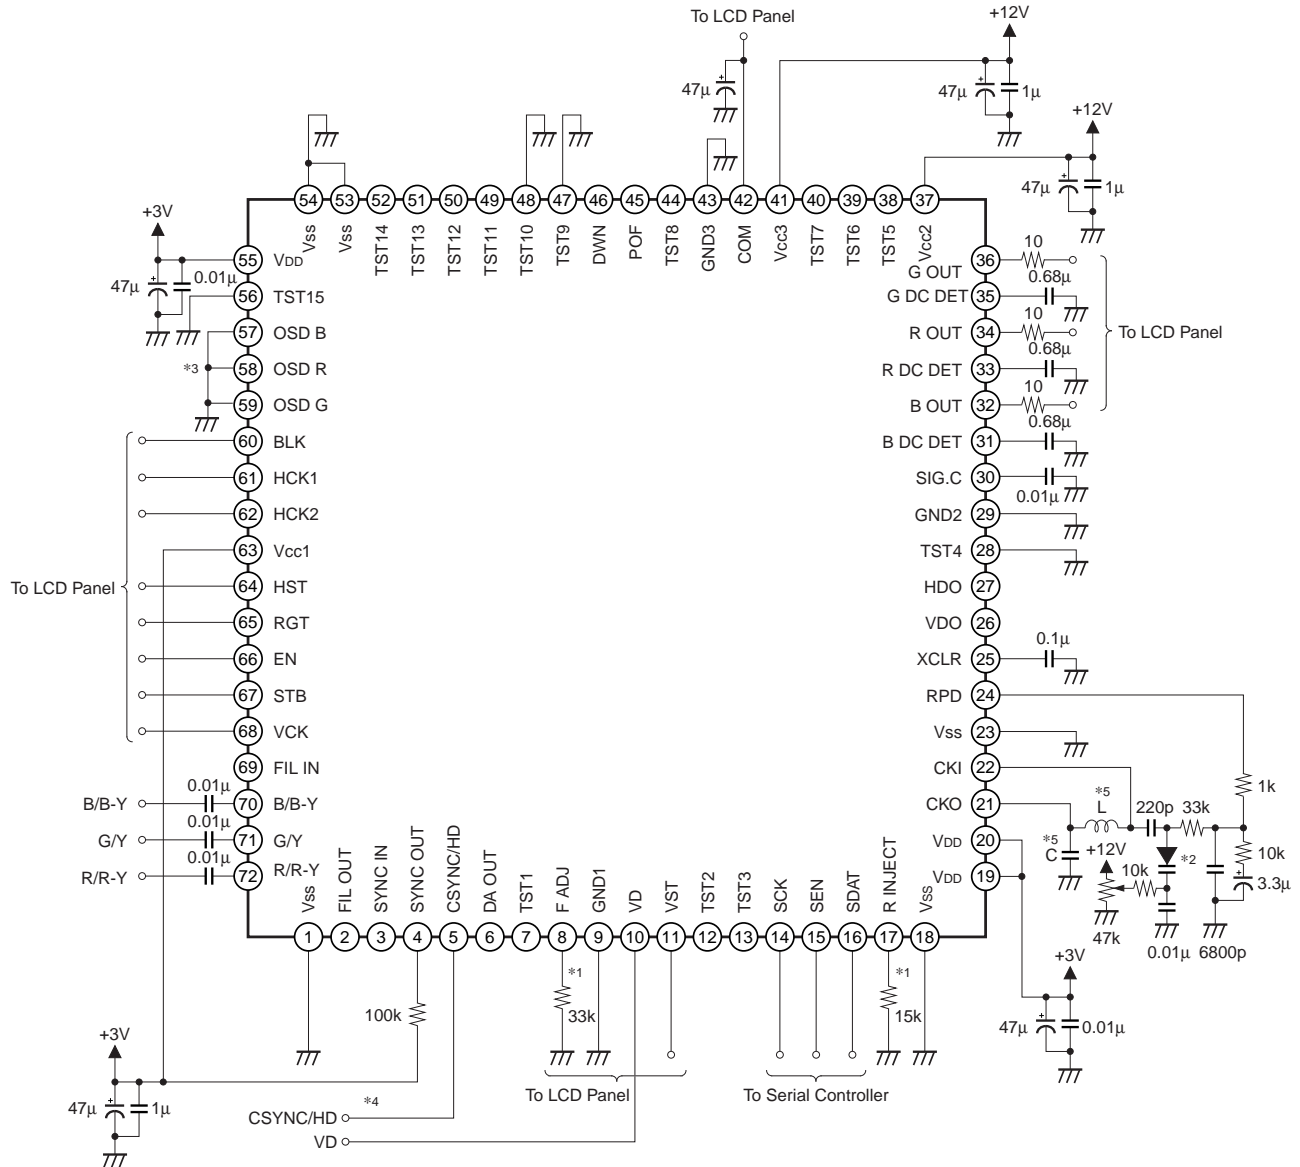 To LCD Panel
+12V
47μ
47μ
1μ
+12V
47μ
1μ
54 53 52 51 50 49 48 47 46 45 44 43 42 41 40 39 38 37
Vss
Vss
TST14
TST13
TST12
TST11
TST10
TST9
DWN
POF
TST8
GND3
COM
Vcc3
TST7
TST6
TST5
Vcc2
+3V
47μ
0.01μ
55 VDD
56 TST15
57 OSD B
*3
58 OSD R
59 OSD G
60 BLK
61 HCK1
62 HCK2
63 Vcc1
To LCD Panel
64 HST
65 RGT
66 EN
67 STB
68 VCK
69 FIL IN
B/B-Y
0.01μ
70 B/B-Y
G/Y
0.01μ
71 G/Y
R/R-Y
0.01μ
72 R/R-Y
G OUT 36
10
0.68μ
G DC DET 35
10
R OUT 34
0.68μ
R DC DET 33
10
B OUT 32
0.68μ
B DC DET 31
To LCD Panel
SIG.C 30
0.01μ
GND2 29
TST4 28
HDO 27
VDO 26
XCLR 25
0.1μ
RPD 24
Vss 23
CKI 22
CKO 21
VDD 20
VDD 19
1k
*5
L
220p
33k
*5
C
+12V
10k
*2
10k
3.3μ
47k
0.01μ
6800p
Vss
FIL OUT
SYNC IN
SYNC OUT
CSYNC/HD
DA OUT
TST1
F ADJ
GND1
VD
VST
TST2
TST3
SCK
SEN
SDAT
R INJECT
Vss
1 2 3 4 5 6 7 8 9 10 11 12 13 14 15 16 17 18
100k
*1
33k
*1
15k
+3V
47μ
0.01μ
+3V
47μ
1μ
To LCD Panel
To Serial Controller
*4
CSYNC/HD
VD